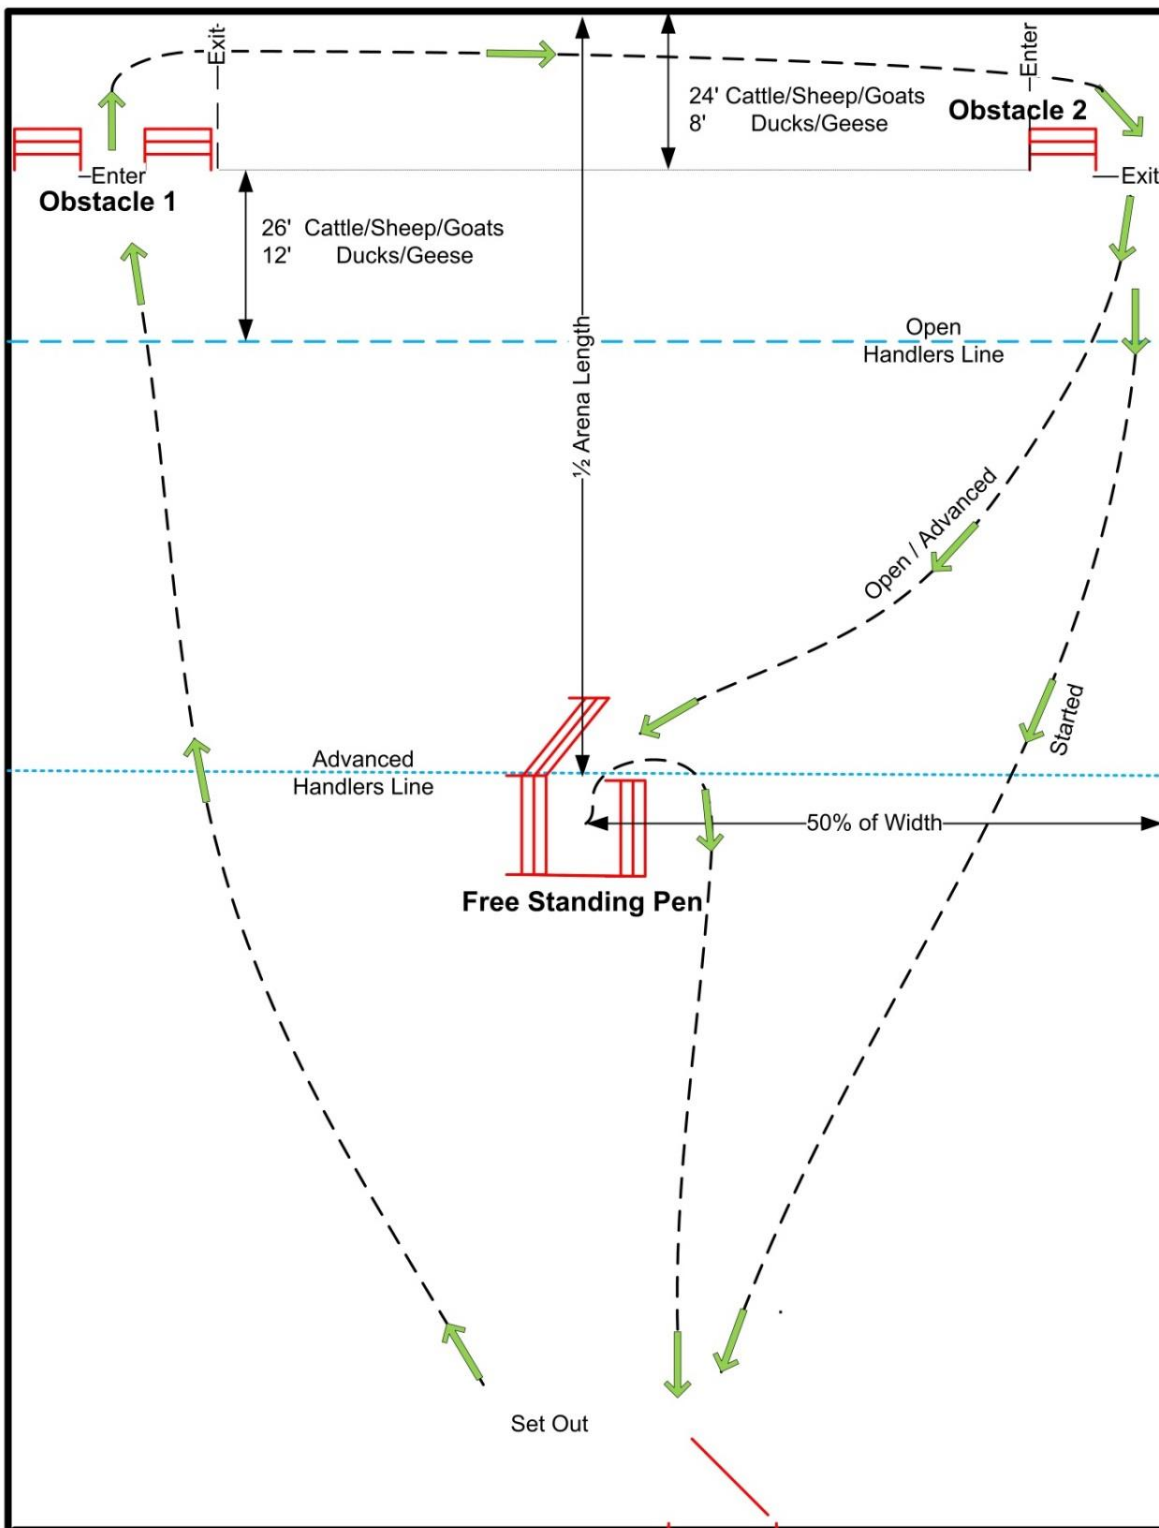 Exit
Enter
24' Cattle/Sheep/Goats
8' Ducks/Geese
Obstacle 2
Enter
Exit
Obstacle 1
26' Cattle/Sheep/Goats
12' Ducks/Geese
½ Arena Length
Open
Handlers Line
Open / Advanced
Started
Advanced
Handlers Line
50% of Width
Free Standing Pen
Set Out